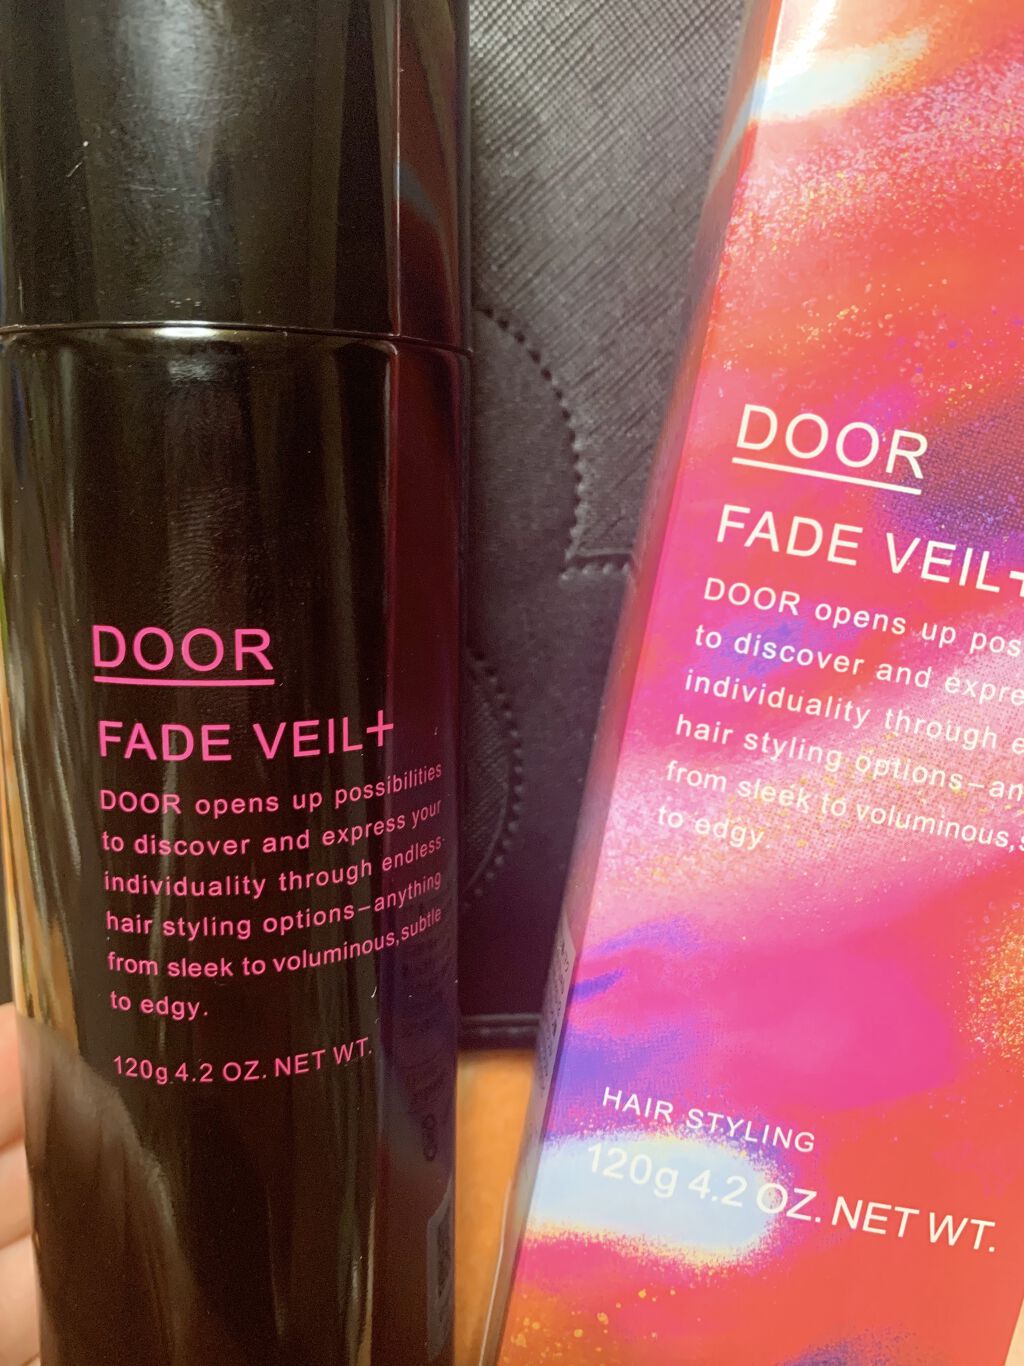 DOOR
FADE VEIL+
DOOR opens up possibilities
to discover and express your
individuality through endless
hair styling options—anything
from sleek to voluminous,subtle
to edgy.
120g 4.2 OZ. NET WT.
DOOR
FADE VEIL+
DOOR opens up
to discover and
individuality through
hair styling options—
from sleek to voluminous,
to edgy.
HAIR STYLING
120g 4.2 OZ. NET WT.